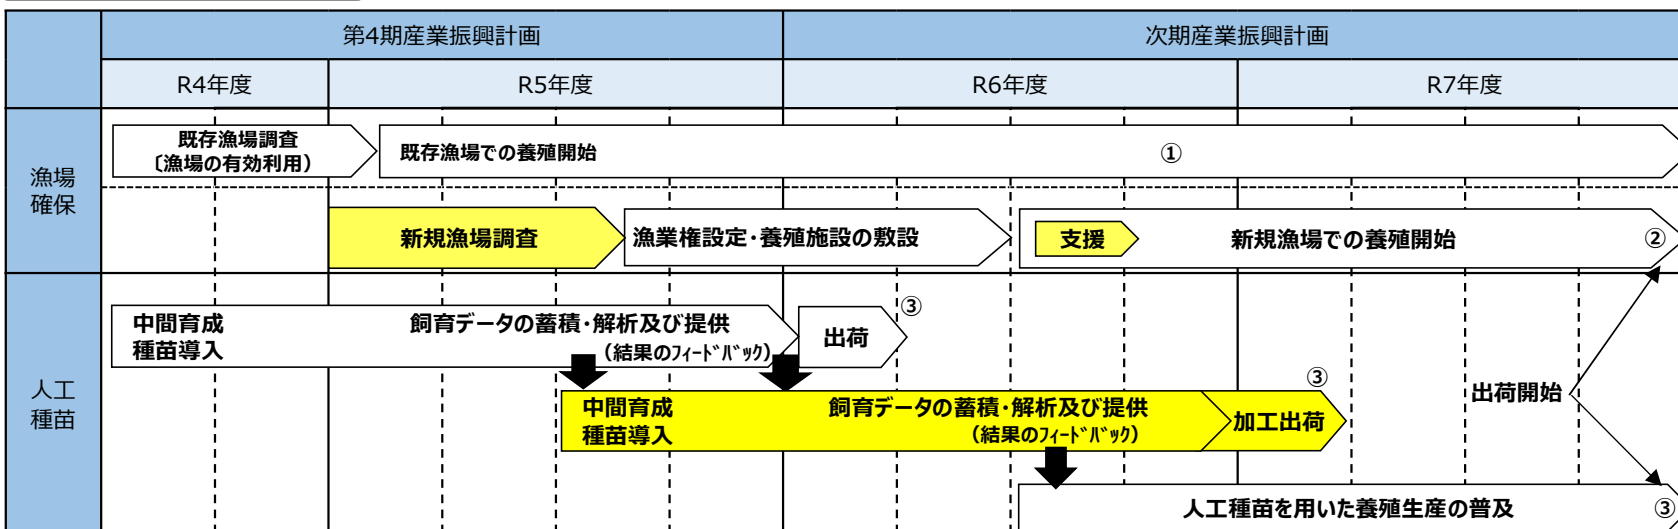 第4期産業振興計画
次期産業振興計画
R4年度
R5年度
R6年度
R7年度
漁場
確保
既存漁場調査
〔漁場の有効利用〕
既存漁場での養殖開始
①
新規漁場調査
漁業権設定・養殖施設の敷設
支援
新規漁場での養殖開始
②
人工
種苗
中間育成
種苗導入
飼育データの蓄積・解析及び提供
(結果のﾌｨｰﾄﾞﾊﾞｯｸ)
出荷
③
中間育成
種苗導入
飼育データの蓄積・解析及び提供
(結果のﾌｨｰﾄﾞﾊﾞｯｸ)
加工出荷
③
出荷開始
人工種苗を用いた養殖生産の普及
③